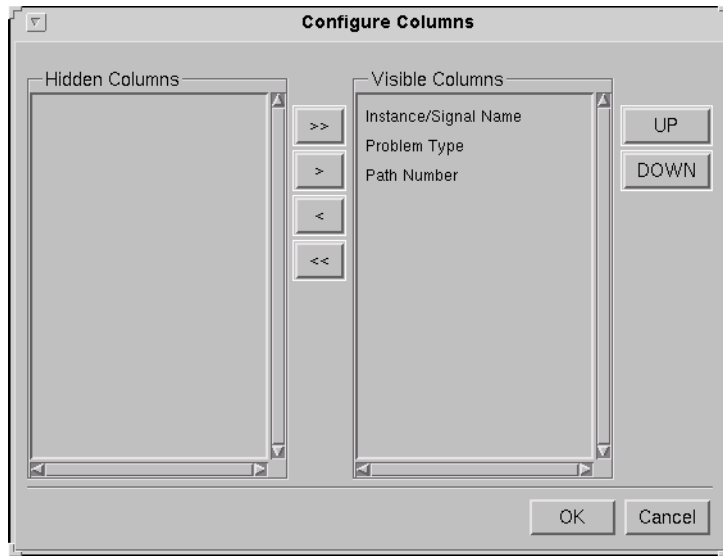 Configure Columns
Hidden Columns
Visible Columns
Instance/Signal Name
Problem Type
Path Number
>>
>
<
<<
UP
DOWN
OK
Cancel